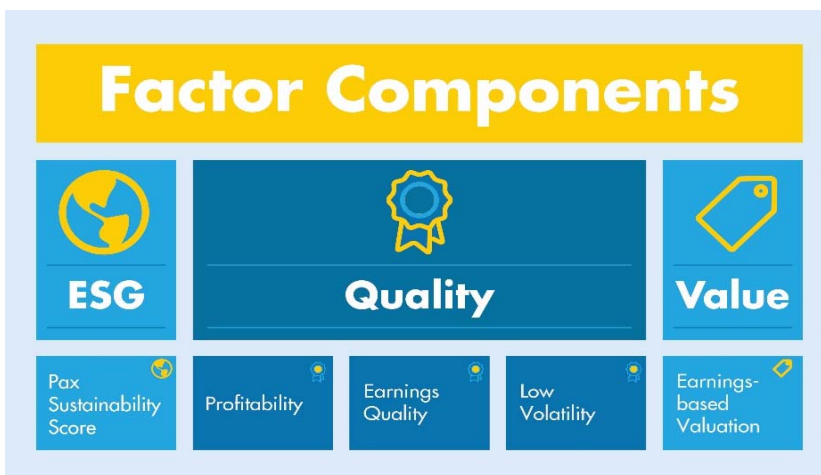 Factor Components
ESG
Quality
Value
Pax
Sustainability
Score
Profitability
Earnings
Quality
Low
Volatility
Earnings-
based
Valuation